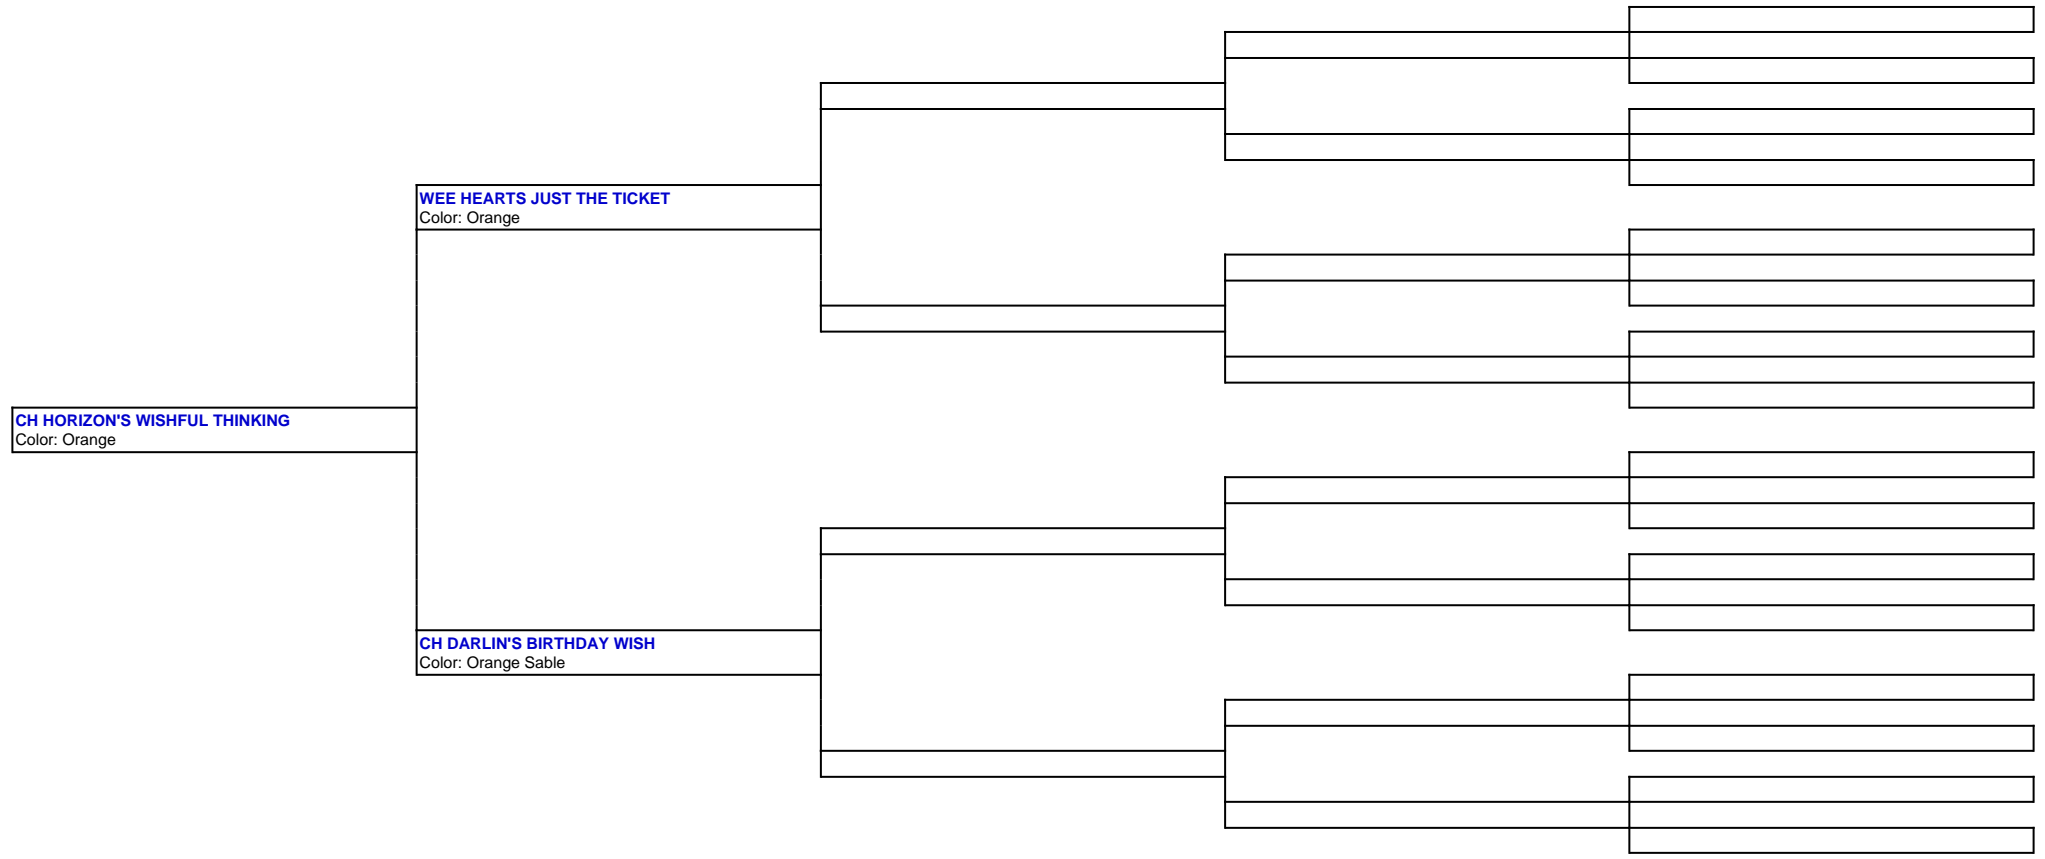 WEE HEARTS JUST THE TICKET
Color: Orange
CH HORIZON'S WISHFUL THINKING
Color: Orange
CH DARLIN'S BIRTHDAY WISH
Color: Orange Sable